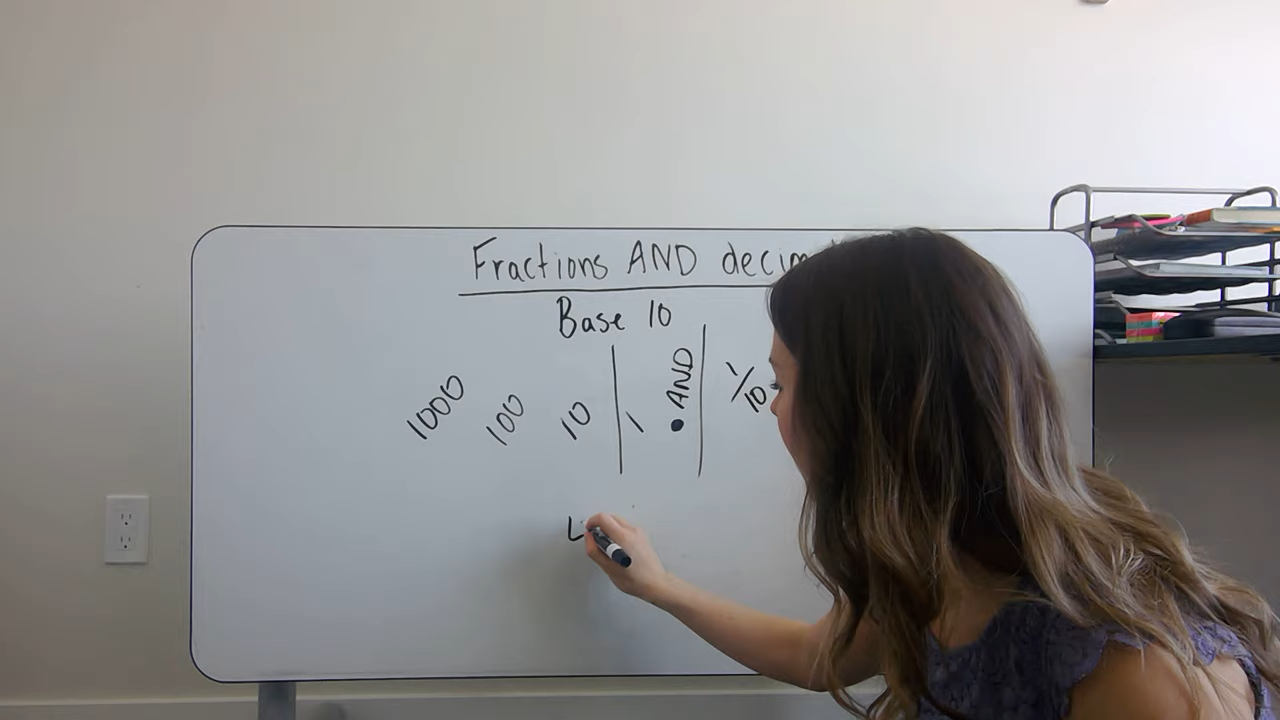 Fractions AND decim
Base 10
1000 100 10 | 1 • AND | 1/10
L